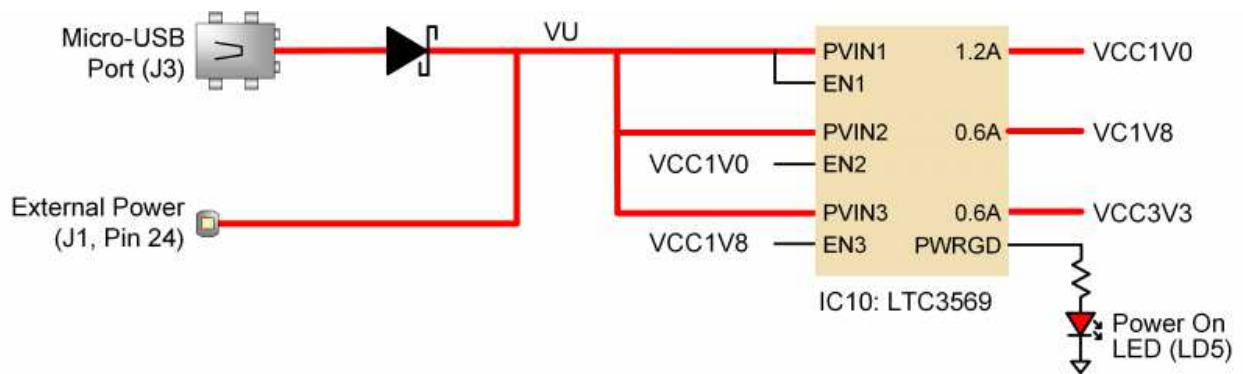 Micro-USB
Port (J3)
VU
PVIN1
1.2A
VCC1V0
EN1
PVIN2
0.6A
VC1V8
VCC1V0
EN2
External Power
(J1, Pin 24)
PVIN3
0.6A
VCC3V3
VCC1V8
EN3
PWRGD
IC10: LTC3569
Power On
LED (LD5)